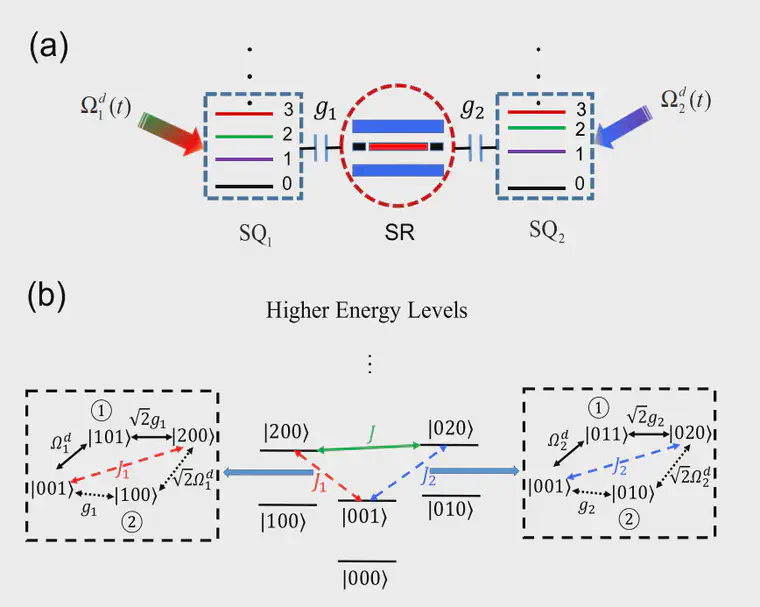 (a)
Ω₁ᵈ(t)
3
2
1
0
g₁
g₂
3
2
1
0
Ω₂ᵈ(t)
SQ₁
SR
SQ₂
(b)
Higher Energy Levels
①
Ω₁ᵈ
|101⟩
√2g₁
|200⟩
J₁
√2Ω₁ᵈ
|001⟩
g₁
|100⟩
②
|200⟩
J
|020⟩
J₁
J₂
|100⟩
|001⟩
|010⟩
|000⟩
①
Ω₂ᵈ
|011⟩
√2g₂
|020⟩
J₂
√2Ω₂ᵈ
|001⟩
g₂
|010⟩
②